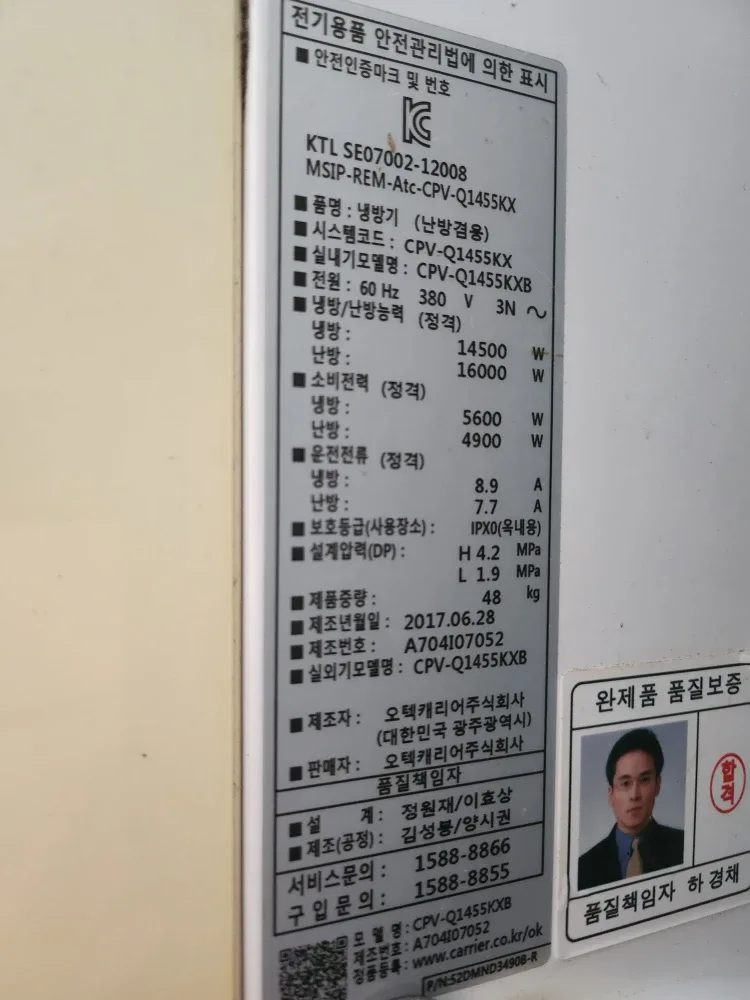 전기용품 안전관리법에 의한 표시
■ 안전인증마크 및 번호
KC
KTL SE07002-12008
MSIP-REM-Atc-CPV-Q1455KX
■ 품명 : 냉방기 (난방겸용)
■ 시스템코드 : CPV-Q1455KX
■ 실내기모델명 : CPV-Q1455KXB
■ 전원 : 60 Hz 380 V 3N ~
■ 냉방/난방능력 (정격)
냉방 : 14500 W
난방 : 16000 W
■ 소비전력 (정격)
냉방 : 5600 W
난방 : 4900 W
■ 운전전류 (정격)
냉방 : 8.9 A
난방 : 7.7 A
■ 보호등급(사용장소) : IPX0(옥내용)
■ 설계압력(DP) : H 4.2 MPa
L 1.9 MPa
■ 제품중량 : 48 kg
■ 제조년월일 : 2017.06.28
■ 제조번호 : A704I07052
■ 실외기모델명 : CPV-Q1455KXB
■ 제조자 : 오텍캐리어주식회사
(대한민국 광주광역시)
■ 판매자 : 오텍캐리어주식회사
품질책임자
■ 설 계 : 정원재/이효상
■ 제조(공정) : 김성봉/양시권
서비스문의 : 1588-8866
구입문의 : 1588-8855
모 델 명 : CPV-Q1455KXB
제조번호 : A704I07052
정품등록 : www.carrier.co.kr/ok
P/N:52DMND3490B-R
완제품 품질보증
합격
품질책임자 하경채